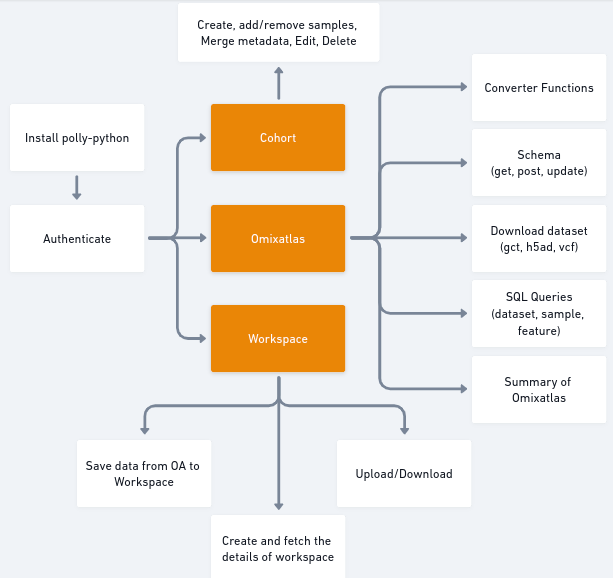 Create, add/remove samples,
Merge metadata, Edit, Delete
Install polly-python
Authenticate
Cohort
Omixatlas
Workspace
Converter Functions
Schema
(get, post, update)
Download dataset
(gct, h5ad, vcf)
SQL Queries
(dataset, sample,
feature)
Summary of
Omixatlas
Save data from OA to
Workspace
Create and fetch the
details of workspace
Upload/Download